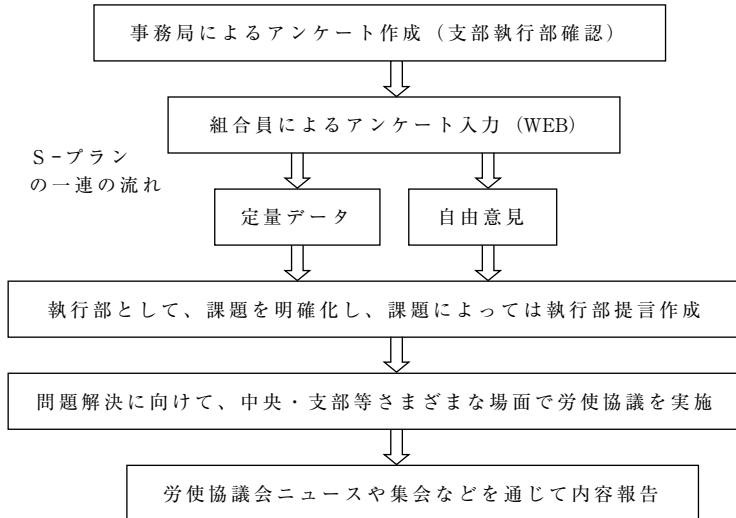 事務局によるアンケート作成（支部執行部確認）
組合員によるアンケート入力（WEB）
S-プラン
の一連の流れ
定量データ
自由意見
執行部として、課題を明確化し、課題によっては執行部提言作成
問題解決に向けて、中央・支部等さまざまな場面で労使協議を実施
労使協議会ニュースや集会などを通じて内容報告